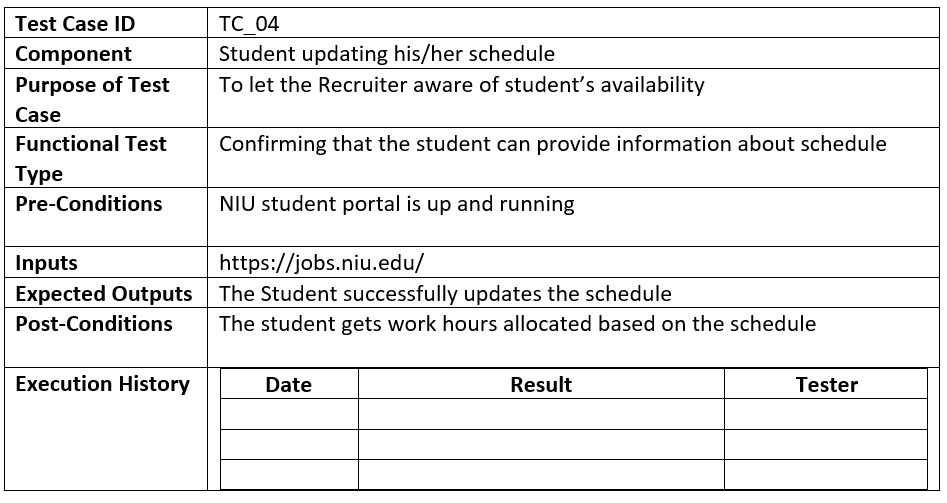 Test Case ID TC_04
Component Student updating his/her schedule
Purpose of Test To let the Recruiter aware of student’s availability
Case
Functional Test Confirming that the student can provide information about schedule
Type
Pre-Conditions NIU student portal is up and running
Inputs https://jobs.niu.edu/
Expected Outputs The Student successfully updates the schedule
Post-Conditions The student gets work hours allocated based on the schedule
Execution History Date Result Tester